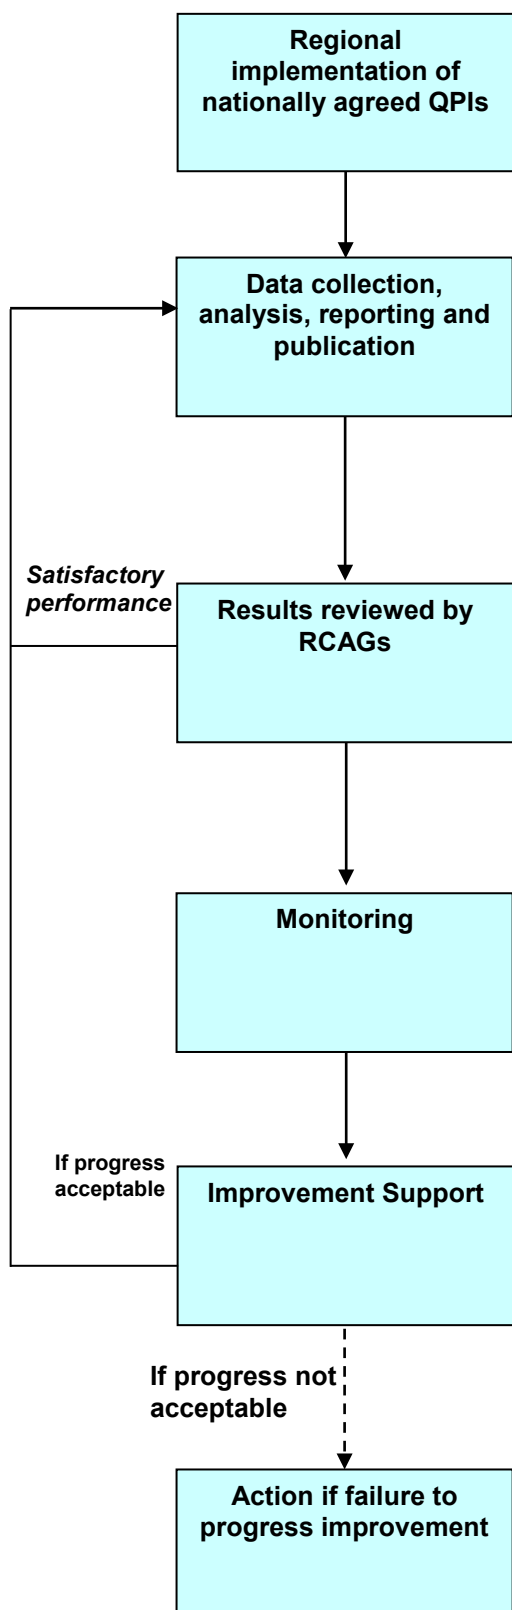 Regional
implementation of
nationally agreed QPIs
Data collection,
analysis, reporting and
publication
Satisfactory
performance
Results reviewed by
RCAGs
Monitoring
If progress
acceptable
Improvement Support
If progress not
acceptable
Action if failure to
progress improvement